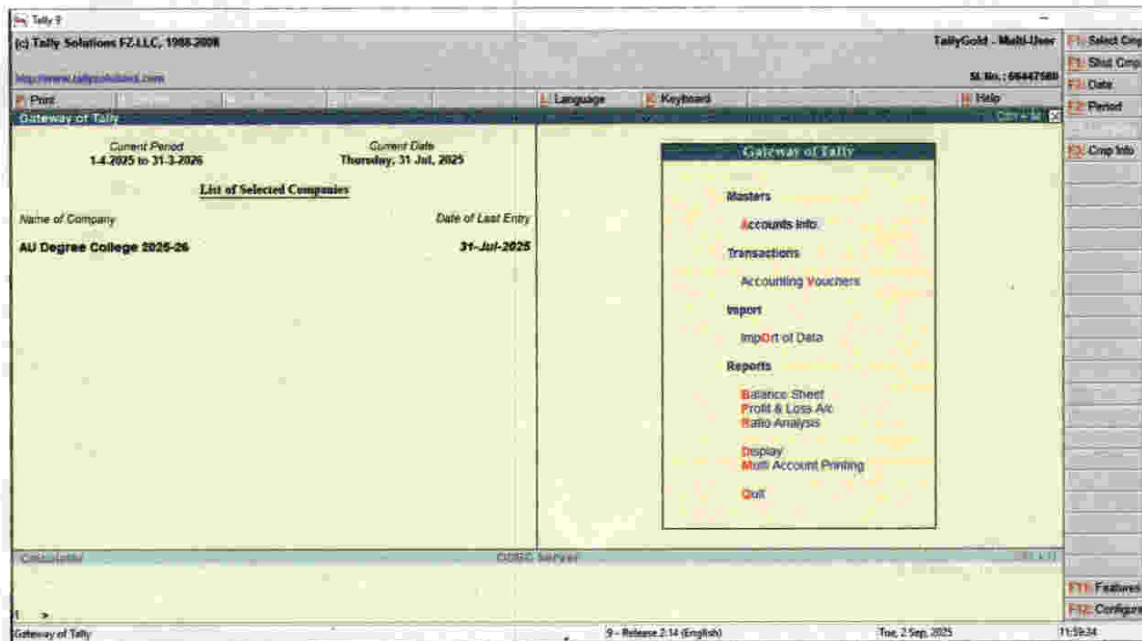 Tally 9
(c) Tally Solutions FZ-LLC, 1988-2008
TallyGold - Multi-User
http://www.tallysolutions.com
Sl. No. :
P: Print
L: Language
K: Keyboard
H: Help
Gateway of Tally
Ctrl + M
Current Period
1-4-2025 to 31-3-2026
Current Date
Thursday, 31 Jul, 2025
List of Selected Companies
Name of Company
Date of Last Entry
AU Degree College 2025-26
31-Jul-2025
Gateway of Tally
Masters
Accounts Info.
Transactions
Accounting Vouchers
Import
ImpOrt of Data
Reports
Balance Sheet
Profit & Loss A/c
Ratio Analysis
Display
Multi Account Printing
Quit
F1: Select Cmp
F1: Shut Cmp
F2: Date
F2: Period
F3: Cmp Info
F11: Features
F12: Configure
Calculator
ODBC Server
1 >
Gateway of Tally
9 - Release 2.14 (English)
Tue, 2 Sep, 2025
11:59:34